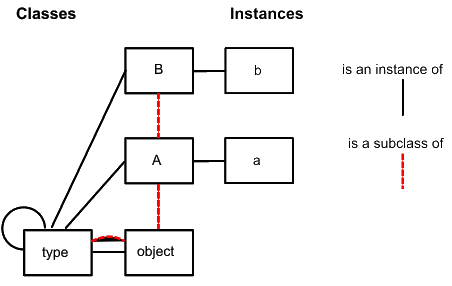 Classes Instances
B b is an instance of
is a subclass of
A a
type object